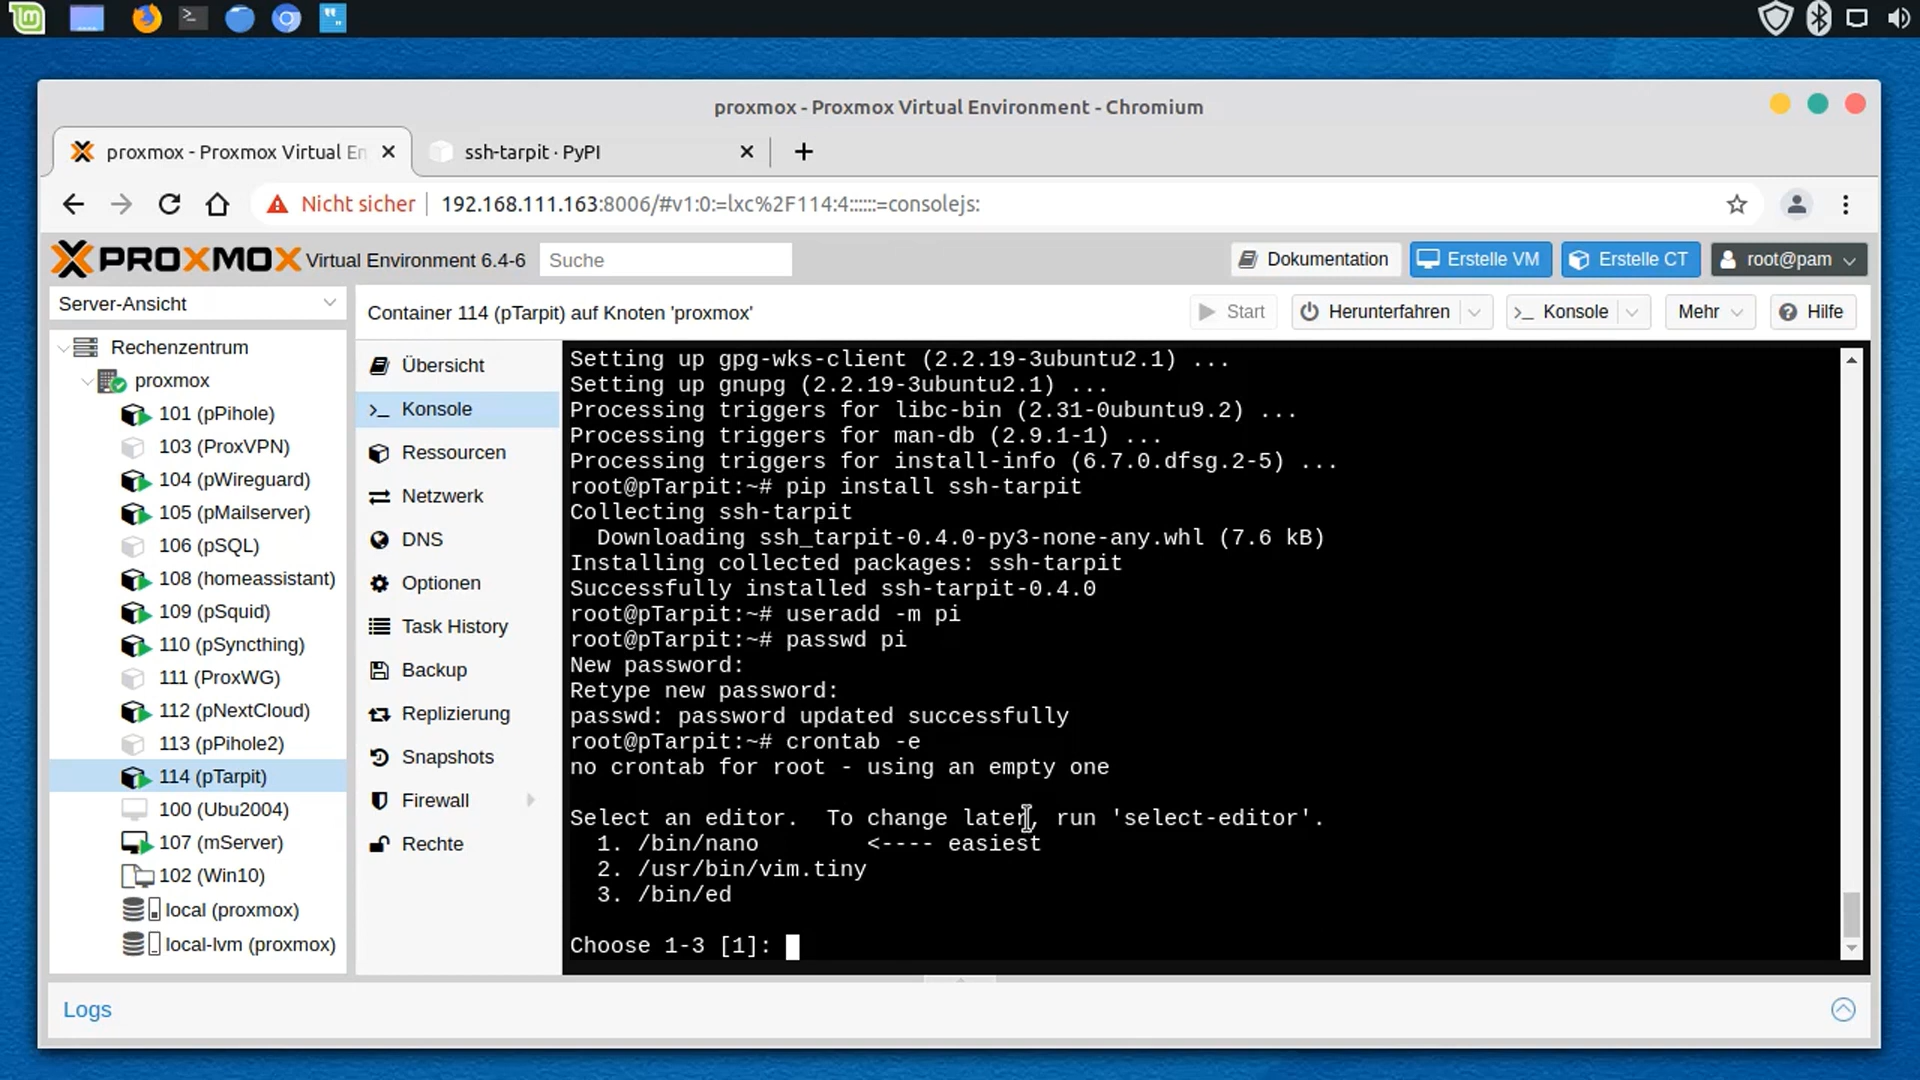 proxmox - Proxmox Virtual Environment - Chromium
proxmox - Proxmox Virtual En
ssh-tarpit · PyPI
Nicht sicher
192.168.111.163:8006/#v1:0:=lxc%2F114:4::::::=consolejs:
PROXMOX Virtual Environment 6.4-6
Suche
Dokumentation
Erstelle VM
Erstelle CT
root@pam
Server-Ansicht
Container 114 (pTarpit) auf Knoten 'proxmox'
Start
Herunterfahren
>_ Konsole
Mehr
Hilfe
Rechenzentrum
proxmox
101 (pPihole)
103 (ProxVPN)
104 (pWireguard)
105 (pMailserver)
106 (pSQL)
108 (homeassistant)
109 (pSquid)
110 (pSyncthing)
111 (ProxWG)
112 (pNextCloud)
113 (pPihole2)
114 (pTarpit)
100 (Ubu2004)
107 (mServer)
102 (Win10)
local (proxmox)
local-lvm (proxmox)
Übersicht
>_ Konsole
Ressourcen
Netzwerk
DNS
Optionen
Task History
Backup
Replizierung
Snapshots
Firewall
Rechte
Setting up gpg-wks-client (2.2.19-3ubuntu2.1) ...
Setting up gnupg (2.2.19-3ubuntu2.1) ...
Processing triggers for libc-bin (2.31-0ubuntu9.2) ...
Processing triggers for man-db (2.9.1-1) ...
Processing triggers for install-info (6.7.0.dfsg.2-5) ...
root@pTarpit:~# pip install ssh-tarpit
Collecting ssh-tarpit
  Downloading ssh_tarpit-0.4.0-py3-none-any.whl (7.6 kB)
Installing collected packages: ssh-tarpit
Successfully installed ssh-tarpit-0.4.0
root@pTarpit:~# useradd -m pi
root@pTarpit:~# passwd pi
New password:
Retype new password:
passwd: password updated successfully
root@pTarpit:~# crontab -e
no crontab for root - using an empty one
Select an editor.  To change later, run 'select-editor'.
  1. /bin/nano        <---- easiest
  2. /usr/bin/vim.tiny
  3. /bin/ed
Choose 1-3 [1]:
Logs